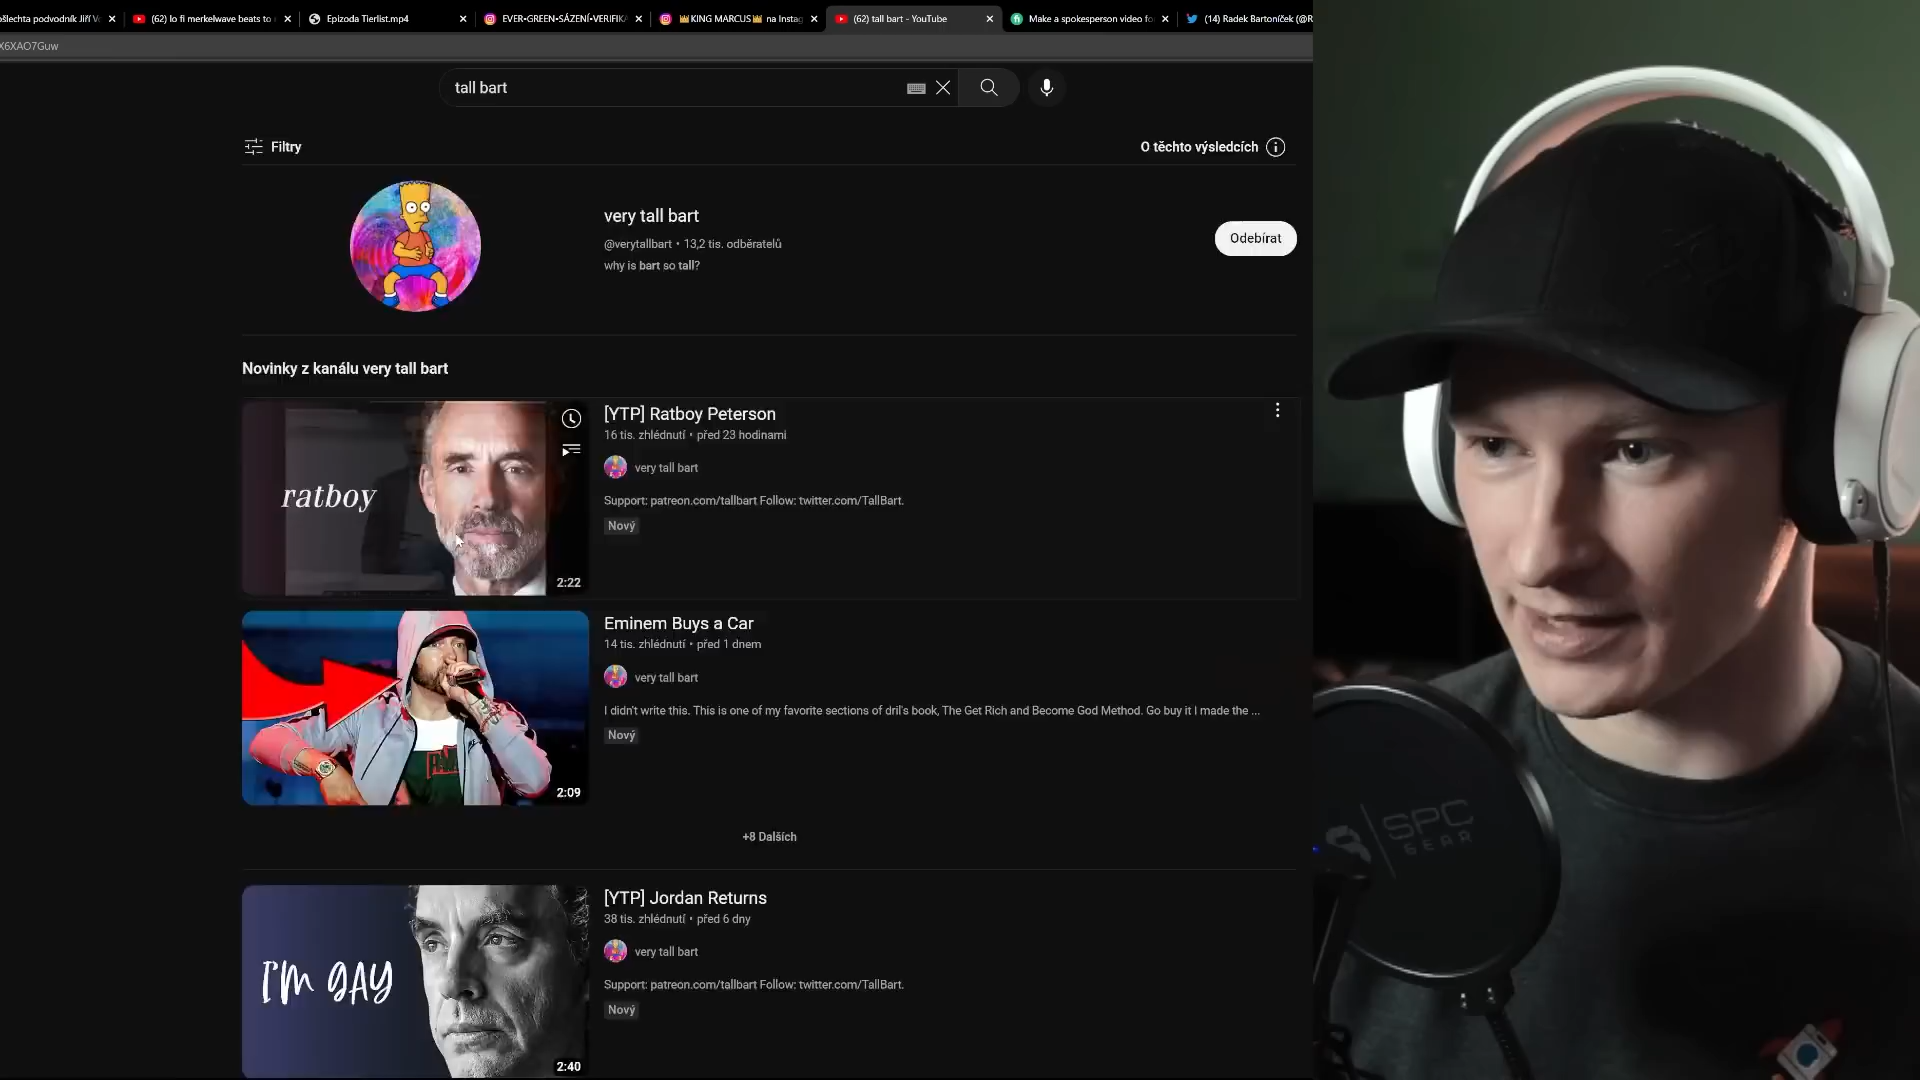 šlechta podvodník Jiří V
(62) lo fi merkelwave beats to
Epizoda Tierlist.mp4
EVER•GREEN•SÁZENÍ•VERIFIK
👑KING MARCUS👑 na Instag
(62) tall bart - YouTube
Make a spokesperson video fo
(14) Radek Bartoníček (@R
X6XAO7Guw
tall bart
Filtry
O těchto výsledcích
very tall bart
@verytallbart • 13,2 tis. odběratelů
why is bart so tall?
Odebírat
Novinky z kanálu very tall bart
ratboy
2:22
[YTP] Ratboy Peterson
16 tis. zhlédnutí • před 23 hodinami
very tall bart
Support: patreon.com/tallbart Follow: twitter.com/TallBart.
Nový
2:09
Eminem Buys a Car
14 tis. zhlédnutí • před 1 dnem
very tall bart
I didn't write this. This is one of my favorite sections of dril's book, The Get Rich and Become God Method. Go buy it I made the ...
Nový
+8 Dalších
I'M GAY
2:40
[YTP] Jordan Returns
38 tis. zhlédnutí • před 6 dny
very tall bart
Support: patreon.com/tallbart Follow: twitter.com/TallBart.
Nový
SPC
GEAR